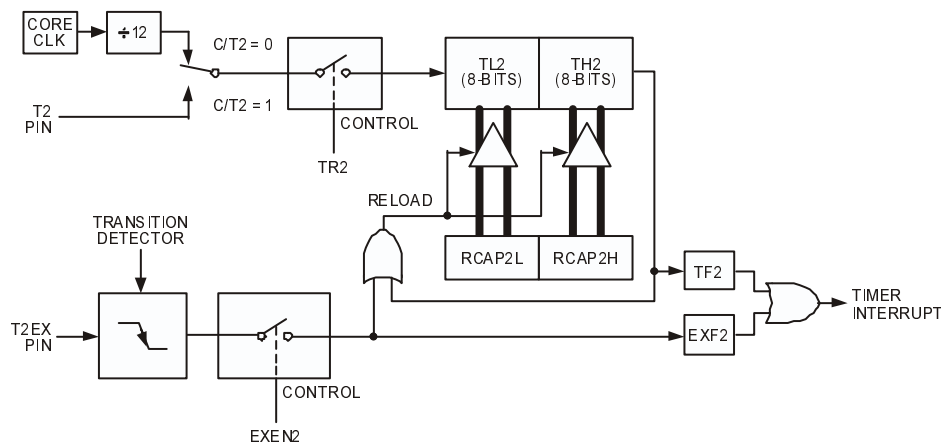 CORE
CLK
÷12
C/T2 = 0
C/T2 = 1
T2
PIN
CONTROL
TR2
TL2
(8-BITS)
TH2
(8-BITS)
RELOAD
TRANSITION
DETECTOR
RCAP2L
RCAP2H
TF2
TIMER
INTERRUPT
T2EX
PIN
EXF2
CONTROL
EXEN2